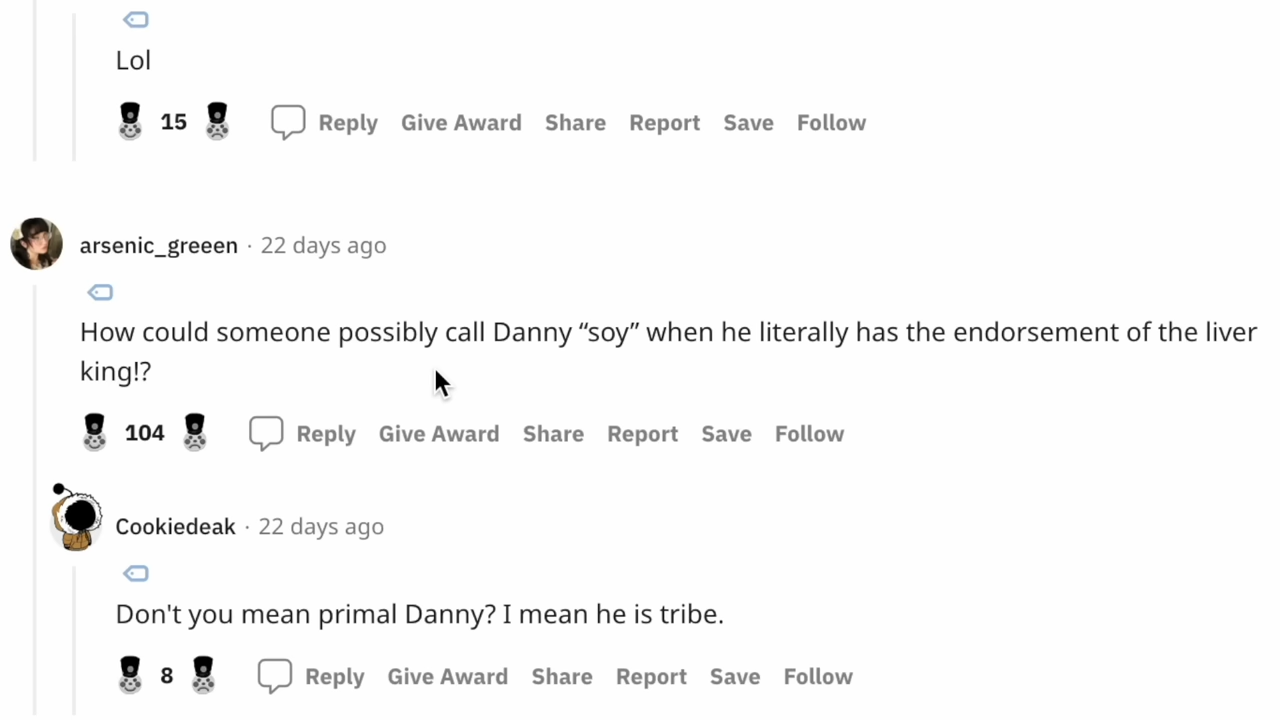 Lol
15 Reply Give Award Share Report Save Follow
arsenic_greeen · 22 days ago
How could someone possibly call Danny “soy” when he literally has the endorsement of the liver
king!?
104 Reply Give Award Share Report Save Follow
Cookiedeak · 22 days ago
Don't you mean primal Danny? I mean he is tribe.
8 Reply Give Award Share Report Save Follow